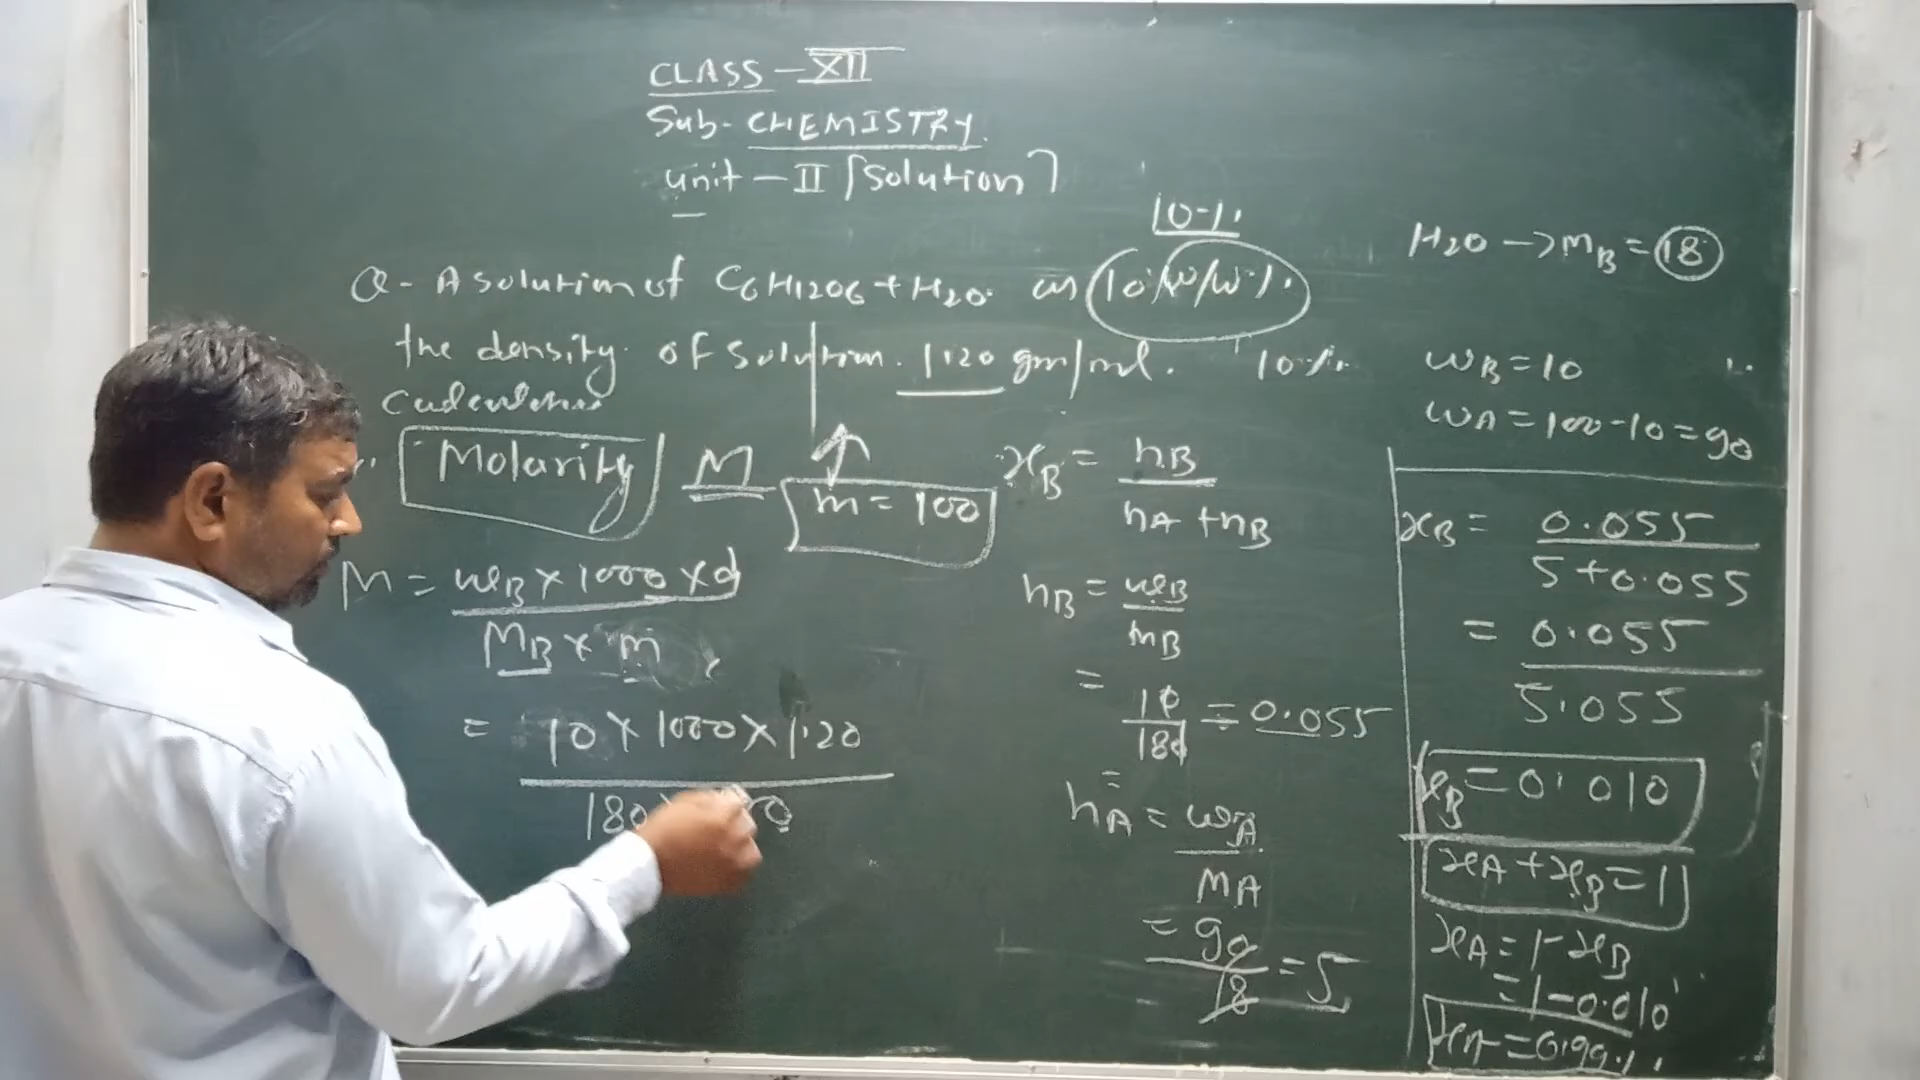 CLASS - XII
Sub- CHEMISTRY.
unit - II [Solution]
10%
Q- A solution of C6H12O6 + H2O as 10 W/W %.
the density of Solution. 1.20 gm/ml. 10%
Molarity M
m = 100
M = wB × 1000 × d
MB × m
= 10 × 1000 × 1.20
180
xB = nB
nA + nB
nB = wB
mB
= 10
180 = 0.055
=
nA = wA
MA
= 90
18 = 5
H2O → MB = 18
wB = 10
wA = 100 - 10 = 90
xB = 0.055
5 + 0.055
= 0.055
5.055
xB = 0.010
xA + xB = 1
xA = 1 - xB
= 1 - 0.010